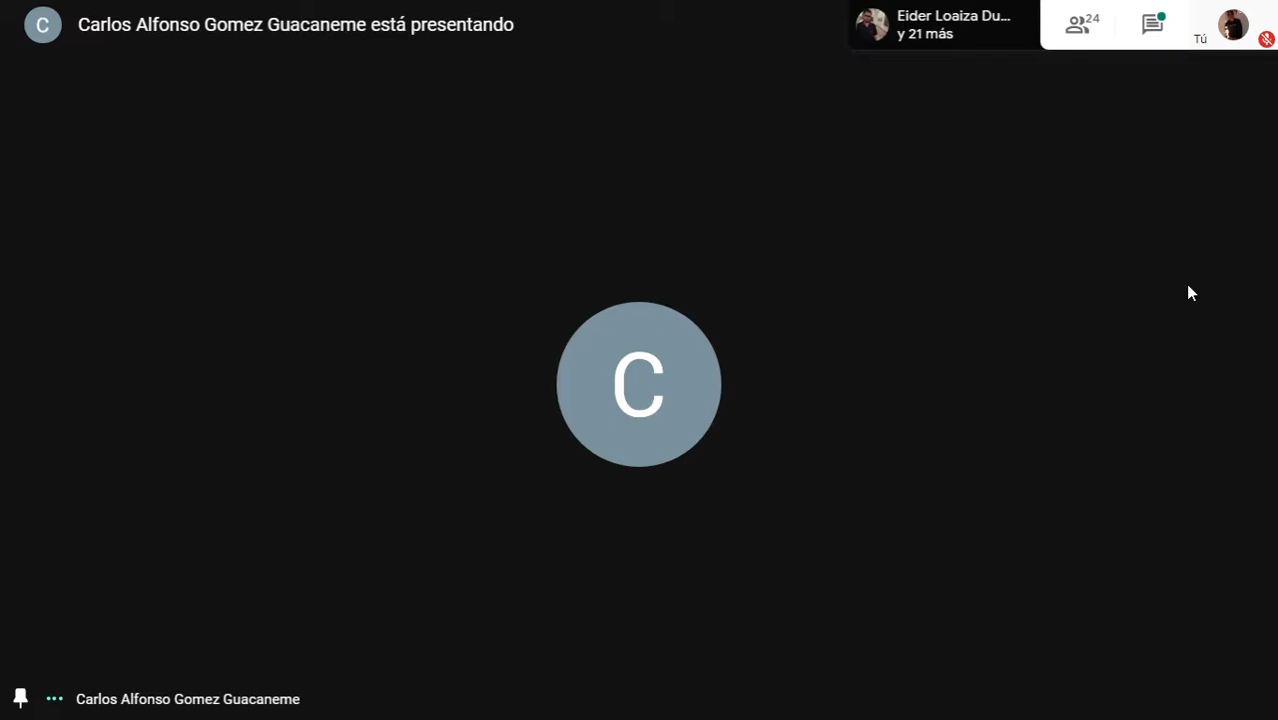 C
Carlos Alfonso Gomez Guacaneme está presentando
Eider Loaiza Du...
y 21 más
24
Tú
C
Carlos Alfonso Gomez Guacaneme